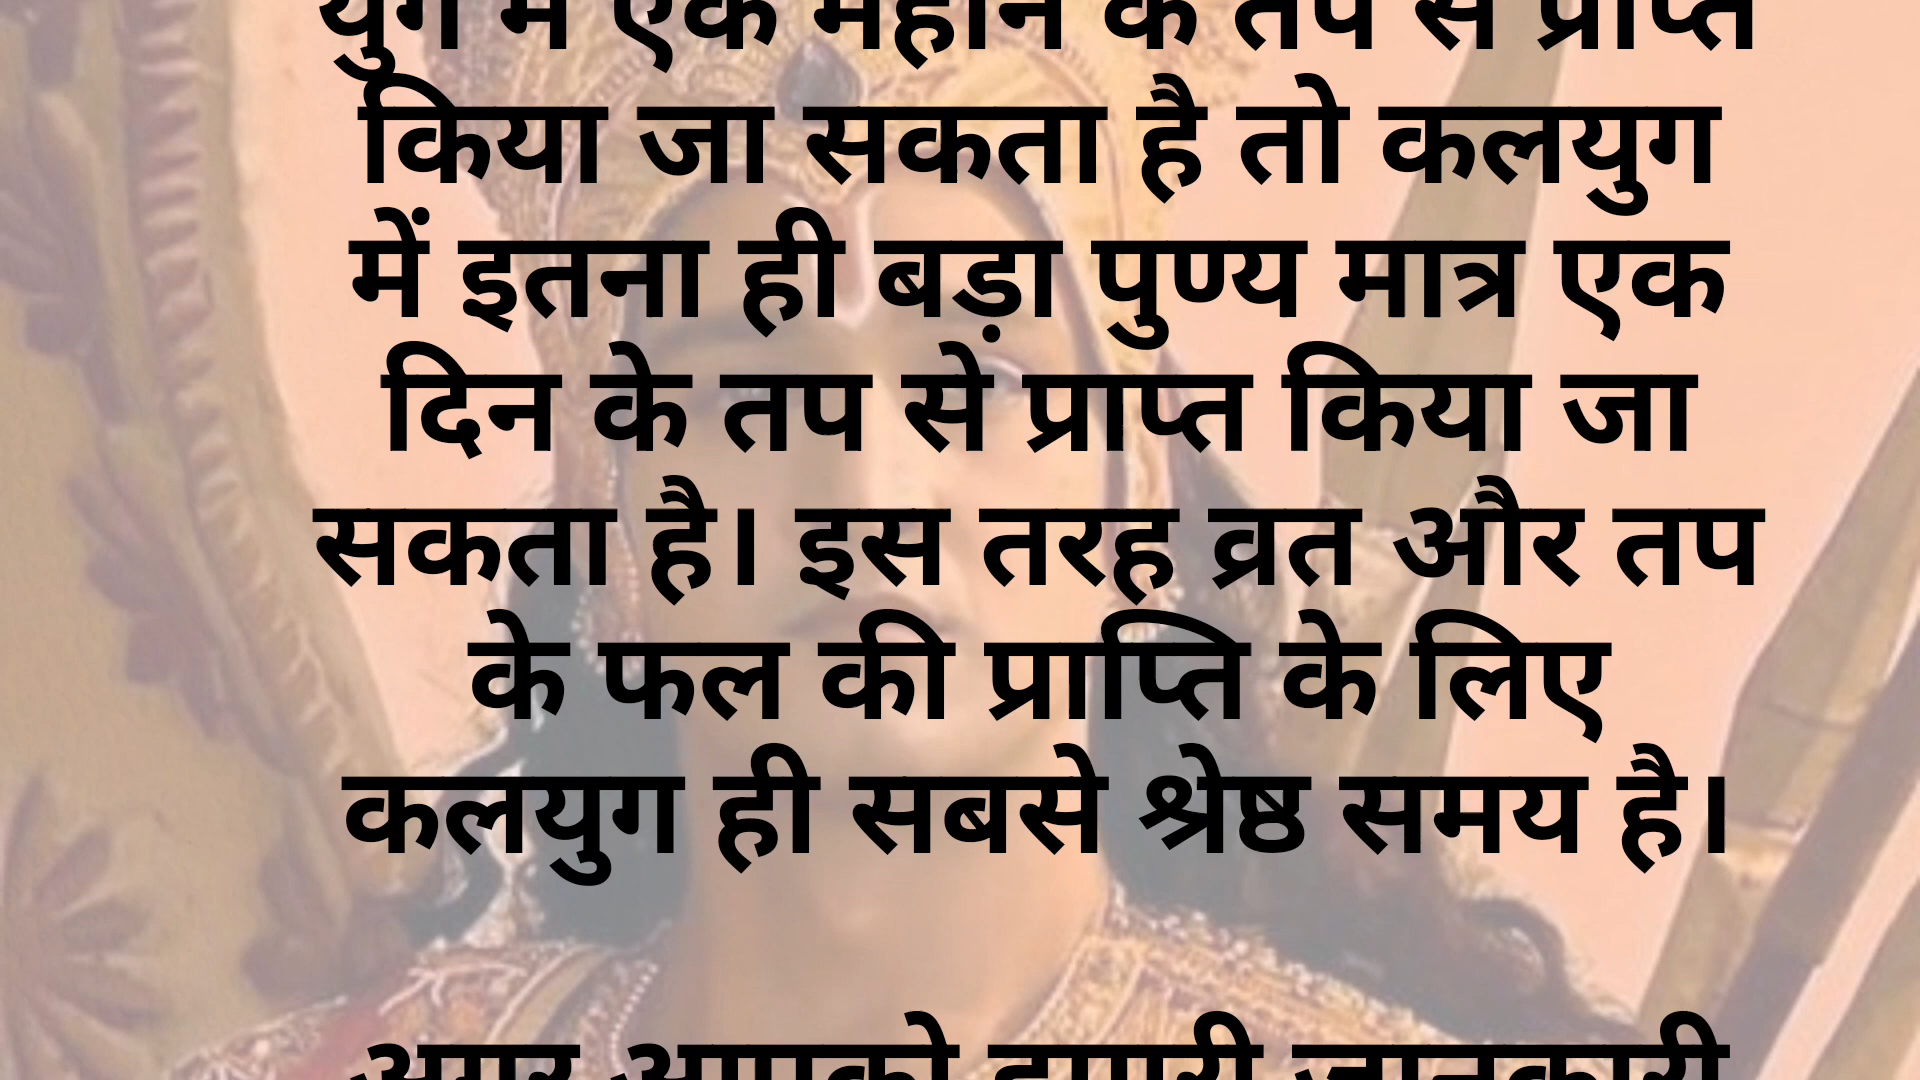 युग में एक महीने के तप से प्राप्त
किया जा सकता है तो कलयुग
में इतना ही बड़ा पुण्य मात्र एक
दिन के तप से प्राप्त किया जा
सकता है। इस तरह व्रत और तप
के फल की प्राप्ति के लिए
कलयुग ही सबसे श्रेष्ठ समय है।
अगर आपको हमारी जानकारी